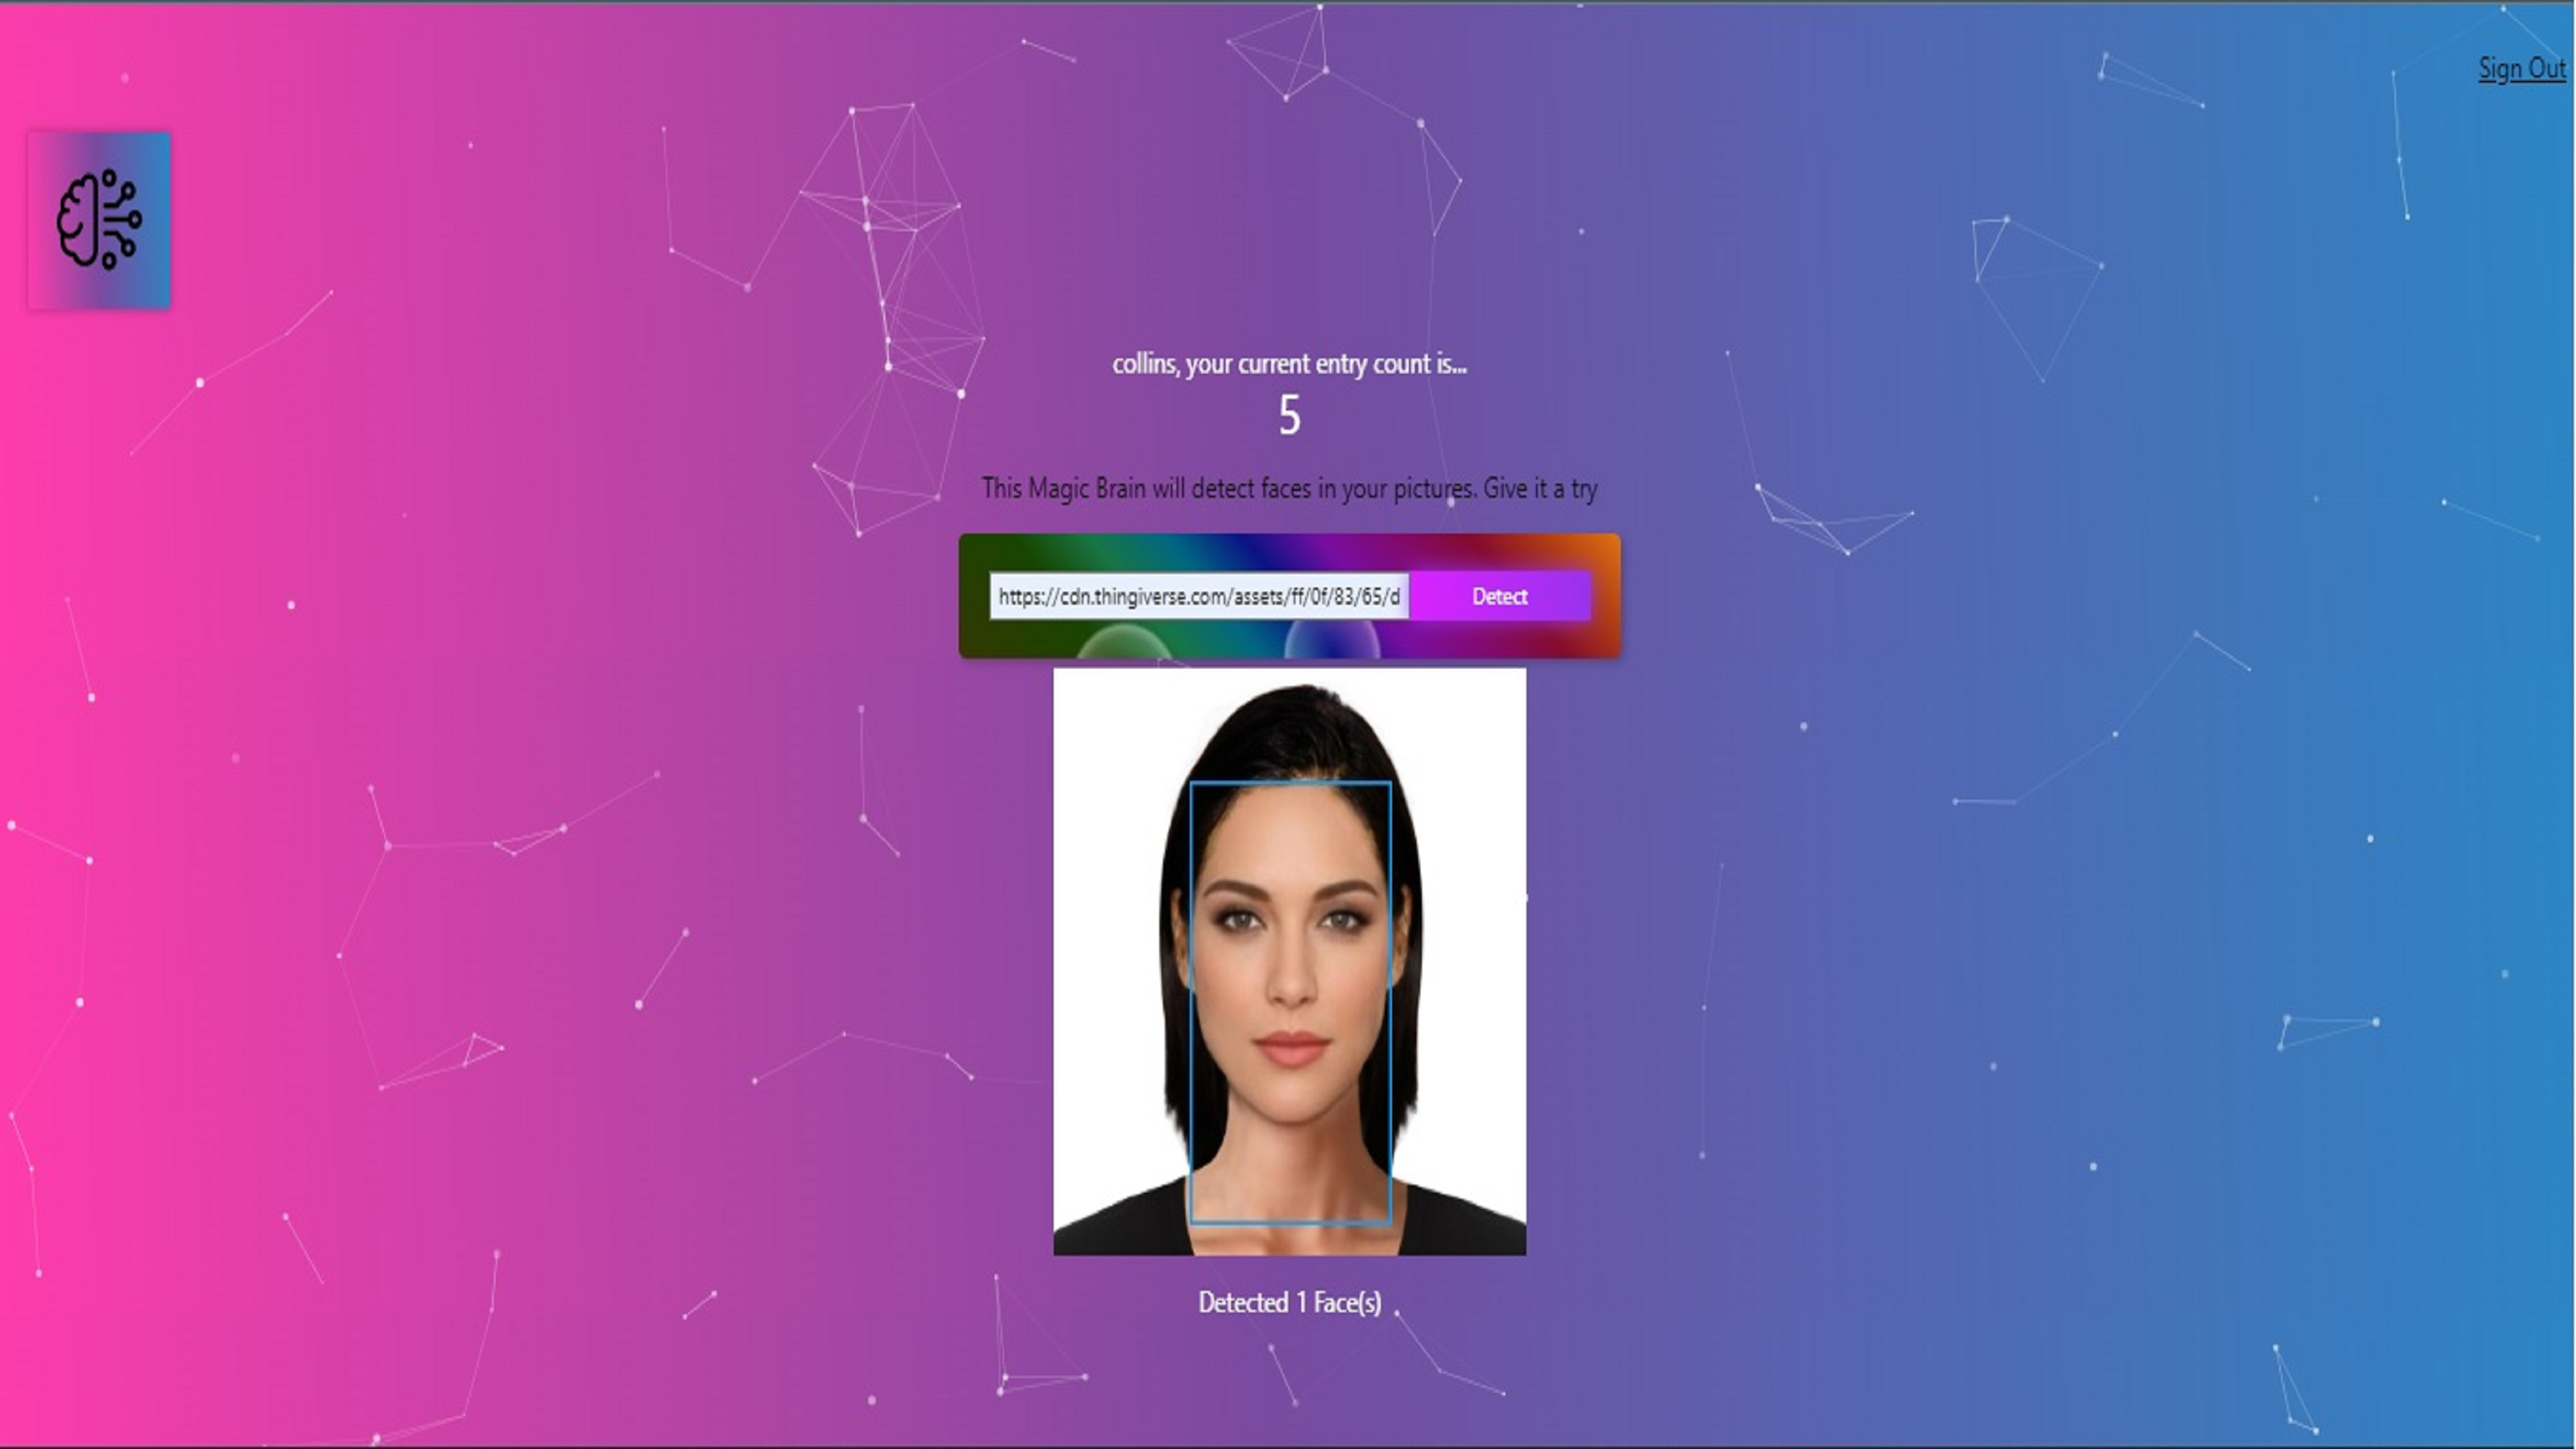 Sign Out
collins, your current entry count is...
5
This Magic Brain will detect faces in your pictures. Give it a try
https://cdn.thingiverse.com/assets/ff/0f/83/65/d
Detect
Detected 1 Face(s)